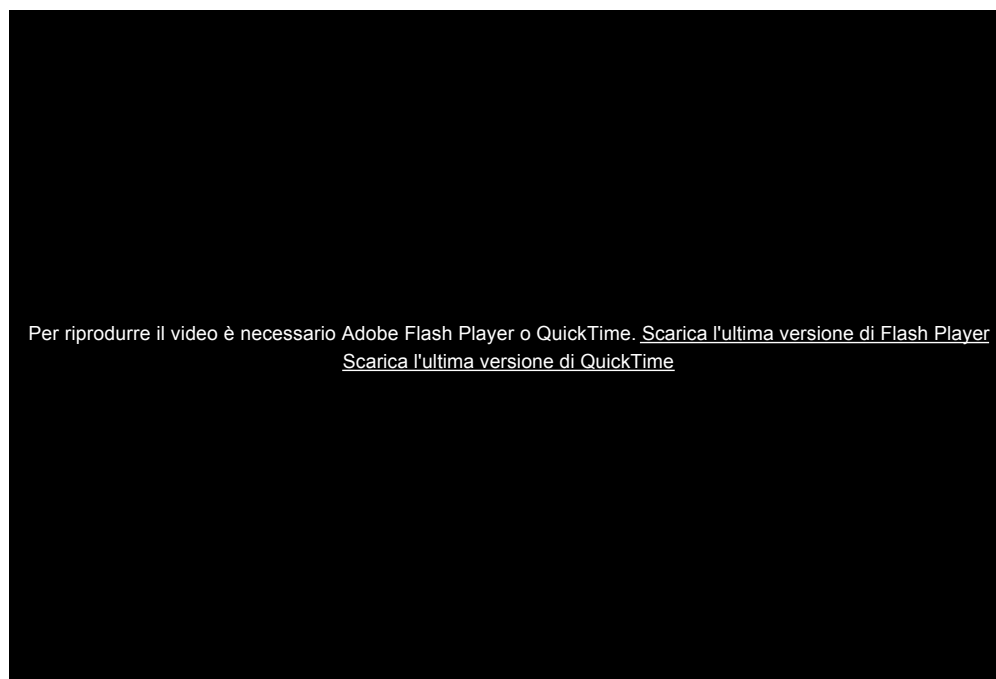 Per riprodurre il video è necessario Adobe Flash Player o QuickTime. Scarica l'ultima versione di Flash Player
Scarica l'ultima versione di QuickTime